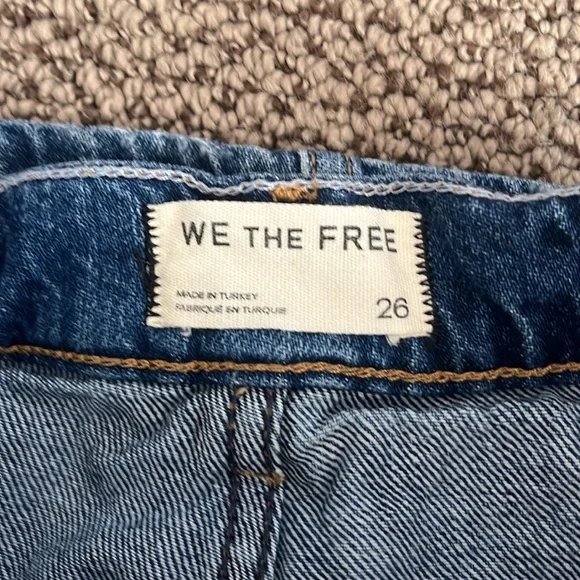 WE THE FREE
MADE IN TURKEY
FABRIQUÉ EN TURQUIE
26